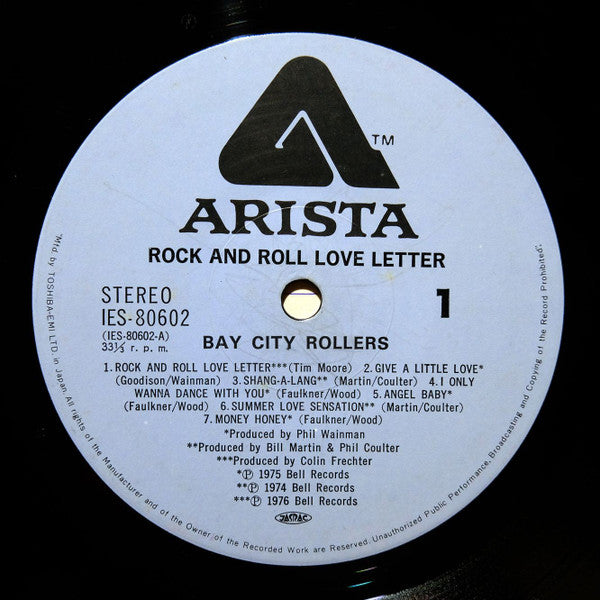 TM
ARISTA
ROCK AND ROLL LOVE LETTER
STEREO
IES-80602
(IES-80602-A)
33⅓ r. p. m.
1
BAY CITY ROLLERS
1.ROCK AND ROLL LOVE LETTER***(Tim Moore) 2.GIVE A LITTLE LOVE*
(Goodison/Wainman) 3.SHANG-A-LANG** (Martin/Coulter) 4.I ONLY
WANNA DANCE WITH YOU* (Faulkner/Wood) 5.ANGEL BABY*
(Faulkner/Wood) 6.SUMMER LOVE SENSATION** (Martin/Coulter)
7.MONEY HONEY* (Faulkner/Wood)
*Produced by Phil Wainman
**Produced by Bill Martin & Phil Coulter
***Produced by Colin Frechter
*Ⓟ 1975 Bell Records
**Ⓟ 1974 Bell Records
***Ⓟ 1976 Bell Records
JASRAC
"Mfd by TOSHIBA-EMI LTD. in Japan. All rights of the Manufacturer and of the Owner of the Recorded Work are Reserved. Unauthorized Public Performance, Broadcasting and Copying of the Record Prohibited".